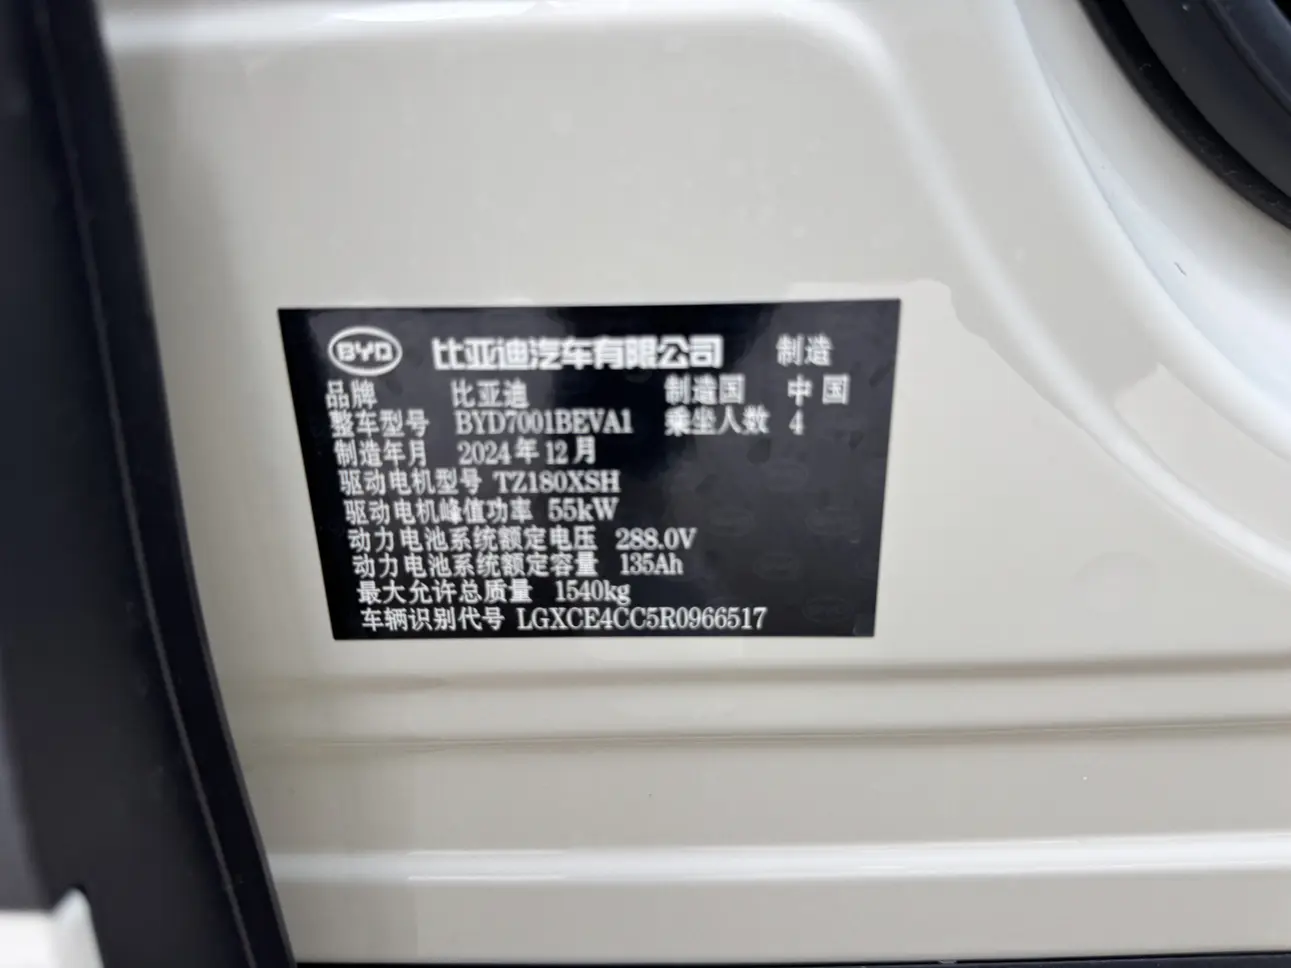 BYD 比亚迪汽车有限公司 制造
品牌 比亚迪 制造国 中国
整车型号 BYD7001BEVA1 乘坐人数 4
制造年月 2024年12月
驱动电机型号 TZ180XSH
驱动电机峰值功率 55kW
动力电池系统额定电压 288.0V
动力电池系统额定容量 135Ah
最大允许总质量 1540kg
车辆识别代号 LGXCE4CC5R0966517